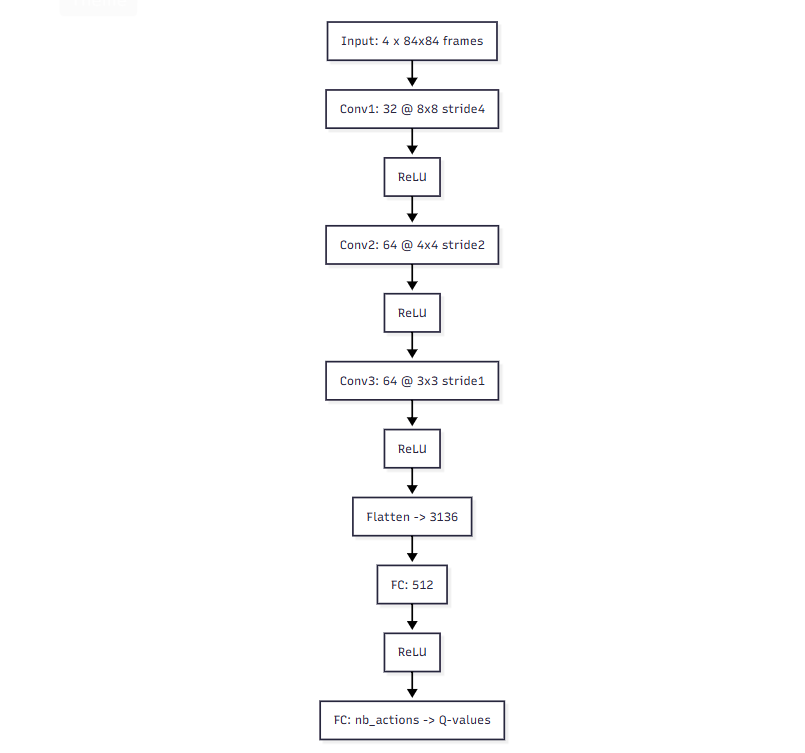 Input: 4 x 84x84 frames
Conv1: 32 @ 8x8 stride4
ReLU
Conv2: 64 @ 4x4 stride2
ReLU
Conv3: 64 @ 3x3 stride1
ReLU
Flatten -> 3136
FC: 512
ReLU
FC: nb_actions -> Q-values